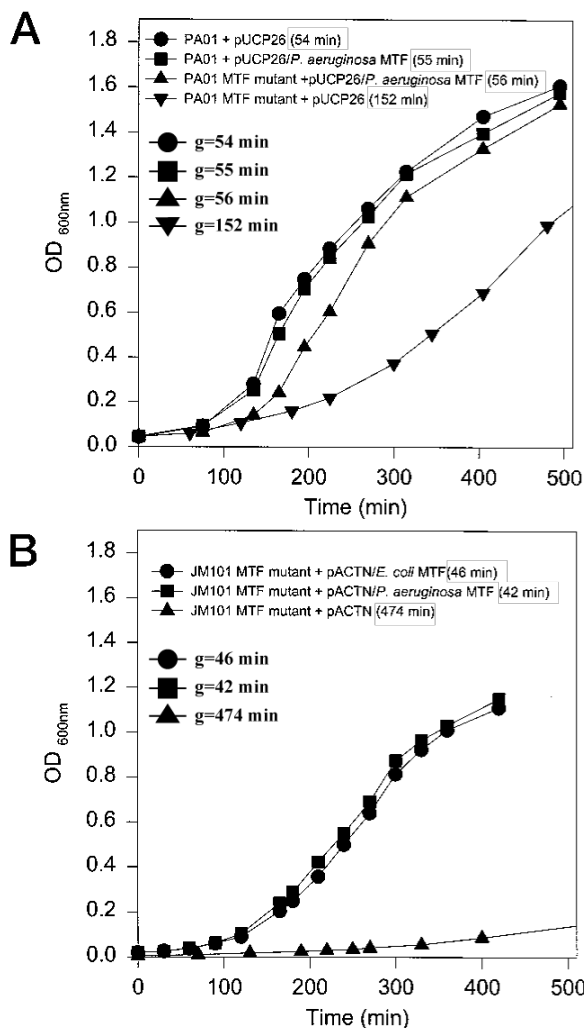 A
PA01 + pUCP26 (54 min)
PA01 + pUCP26/P. aeruginosa MTF (55 min)
PA01 MTF mutant +pUCP26/P. aeruginosa MTF (56 min)
PA01 MTF mutant + pUCP26 (152 min)
g=54 min
g=55 min
g=56 min
g=152 min
1.8
1.6
1.4
1.2
1.0
0.8
0.6
0.4
0.2
0.0
OD 600nm
0 100 200 300 400 500
Time (min)
B
JM101 MTF mutant + pACTN/E. coli MTF (46 min)
JM101 MTF mutant + pACTN/P. aeruginosa MTF (42 min)
JM101 MTF mutant + pACTN (474 min)
g=46 min
g=42 min
g=474 min
1.8
1.6
1.4
1.2
1.0
0.8
0.6
0.4
0.2
0.0
OD 600nm
0 100 200 300 400 500
Time (min)